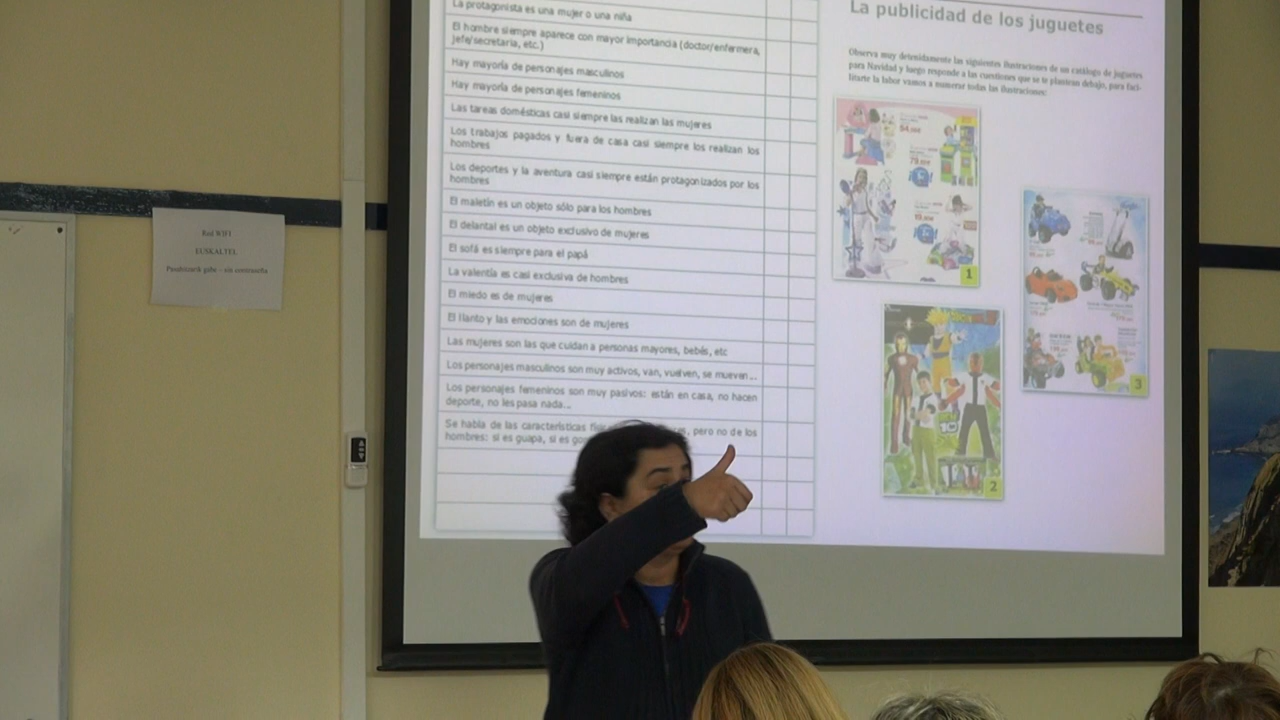 La protagonista es una mujer o una niña
El hombre siempre aparece con mayor importancia (doctor/enfermera,
jefe/secretaria, etc.)
Hay mayoría de personajes masculinos
Hay mayoría de personajes femeninos
Las tareas domésticas casi siempre las realizan las mujeres
Los trabajos pagados y fuera de casa casi siempre los realizan los
hombres
Los deportes y la aventura casi siempre están protagonizados por los
hombres
El maletín es un objeto sólo para los hombres
El delantal es un objeto exclusivo de mujeres
El sofá es siempre para el papá
La valentía es casi exclusiva de hombres
El miedo es de mujeres
El llanto y las emociones son de mujeres
Las mujeres son las que cuidan a personas mayores, bebés, etc
Los personajes masculinos son muy activos, van, vuelven, se mueven...
Los personajes femeninos son muy pasivos: están en casa, no hacen
deporte, no les pasa nada...
Se habla de las características pero no de los
hombres: si es guapa, si es
La publicidad de los juguetes
Observa muy detenidamente las siguientes ilustraciones de un catálogo de juguetes
para Navidad y luego responde a las cuestiones que se te plantean debajo, para faci-
litarte la labor vamos a numerar todas las ilustraciones:
1
2
3
Red WIFI
EUSKALTEL
Pasahitzarik gabe - sin contraseña